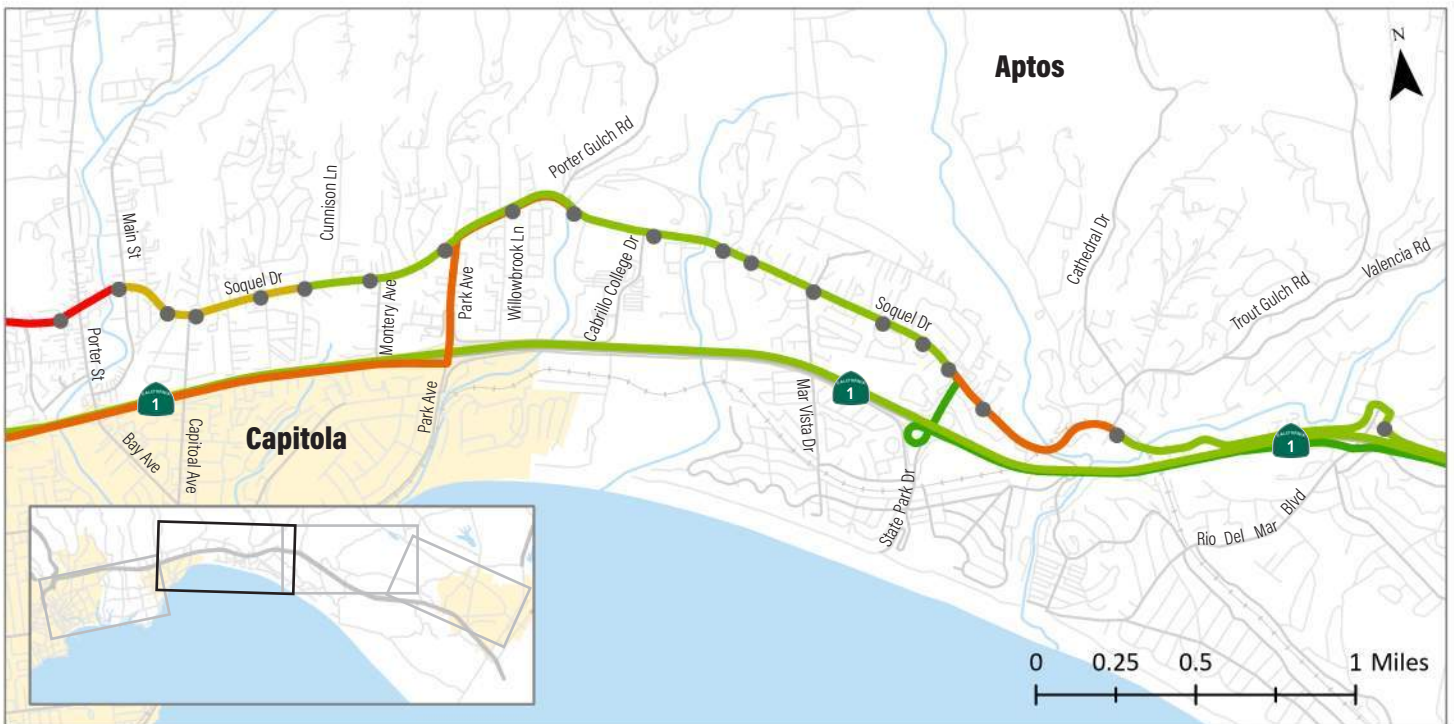 Aptos
N
Porter Gulch Rd
Main St
Cunnison Ln
Soquel Dr
Montery Ave
Park Ave
Willowbrook Ln
Cabrillo College Dr
Cathedral Dr
Trout Gulch Rd
Valencia Rd
Soquel Dr
Porter St
1
1
1
Bay Ave
Capitoal Ave
Capitola
Park Ave
Mar Vista Dr
State Park Dr
Rio Del Mar Blvd
0 0.25 0.5 1 Miles